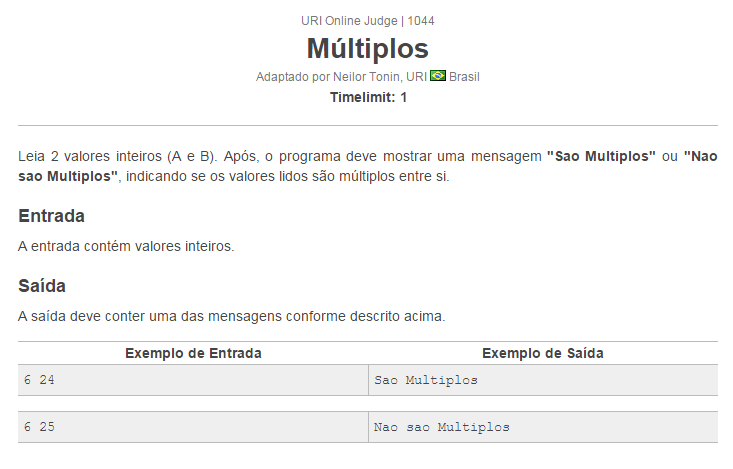 URI Online Judge | 1044
Múltiplos
Adaptado por Neilor Tonin, URI Brasil
Timelimit: 1
Leia 2 valores inteiros (A e B). Após, o programa deve mostrar uma mensagem "Sao Multiplos" ou "Nao
sao Multiplos", indicando se os valores lidos são múltiplos entre si.
Entrada
A entrada contém valores inteiros.
Saída
A saída deve conter uma das mensagens conforme descrito acima.
Exemplo de Entrada Exemplo de Saída
6 24 Sao Multiplos
6 25 Nao sao Multiplos